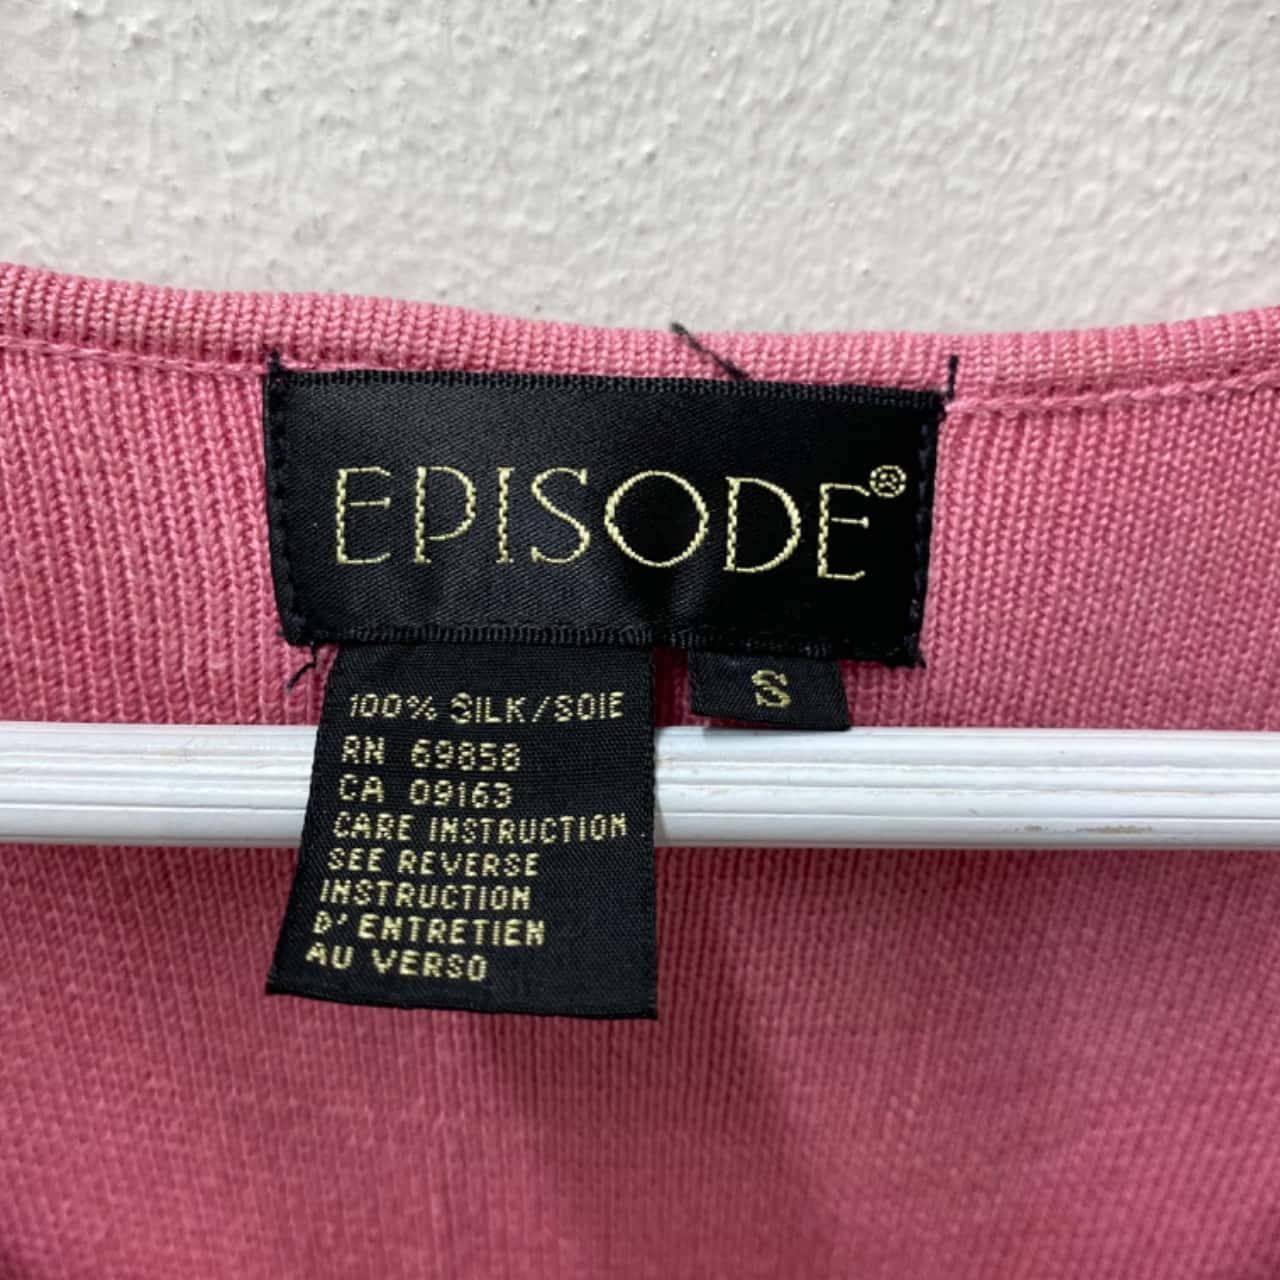 EPISODE®
S
100% SILK/SOIE
RN 69858
CA 09163
CARE INSTRUCTION
SEE REVERSE
INSTRUCTION
D' ENTRETIEN
AU VERSO